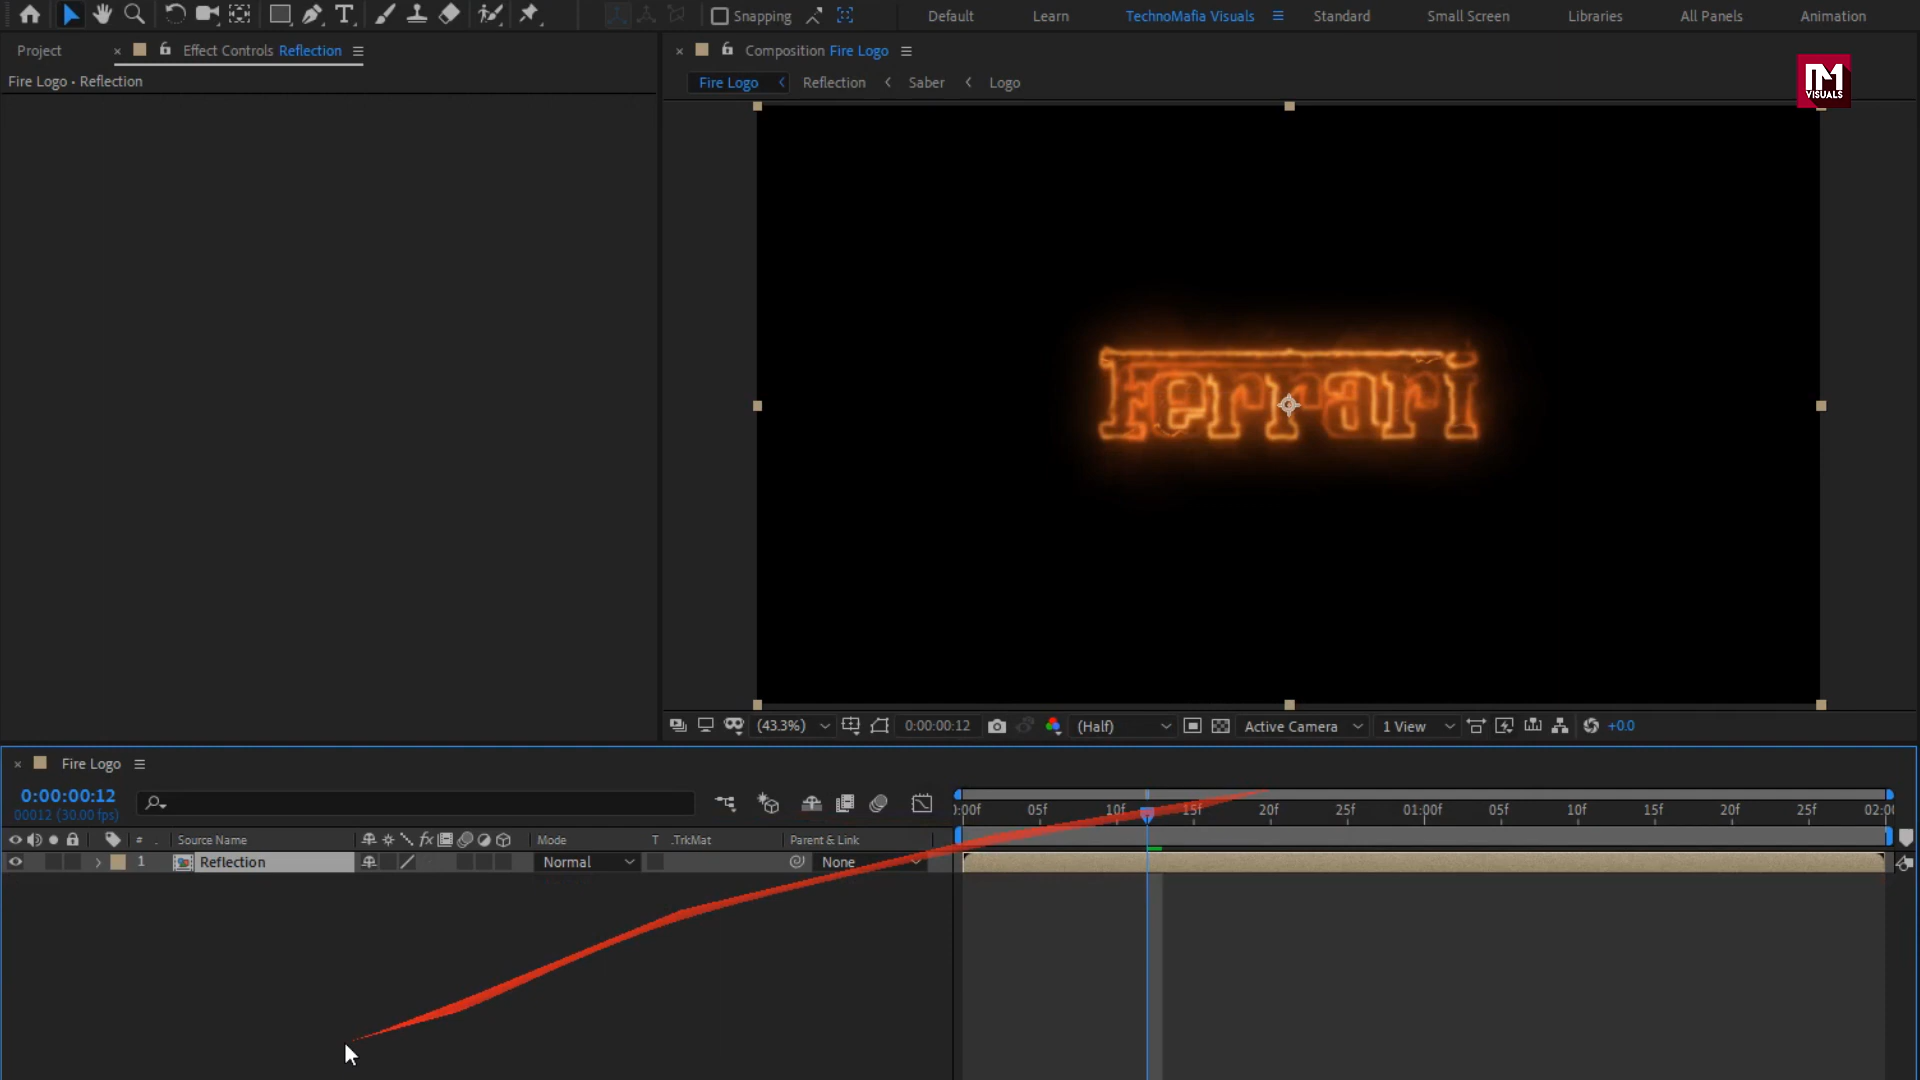 Snapping
Default
Learn
TechnoMafia Visuals
Standard
Small Screen
Libraries
All Panels
Animation
Project
Effect Controls Reflection
Composition Fire Logo
VISUALS
Fire Logo • Reflection
Fire Logo
Reflection
Saber
Logo
Ferrari
(43.3%)
0:00:00:12
(Half)
Active Camera
1 View
+0.0
Fire Logo
0:00:00:12
00012 (30.00 fps)
):00f 05f 10f 15f 20f 25f 01:00f 05f 10f 15f 20f 25f 02:00
# . Source Name fx Mode T .TrkMat Parent & Link
1 Reflection Normal None